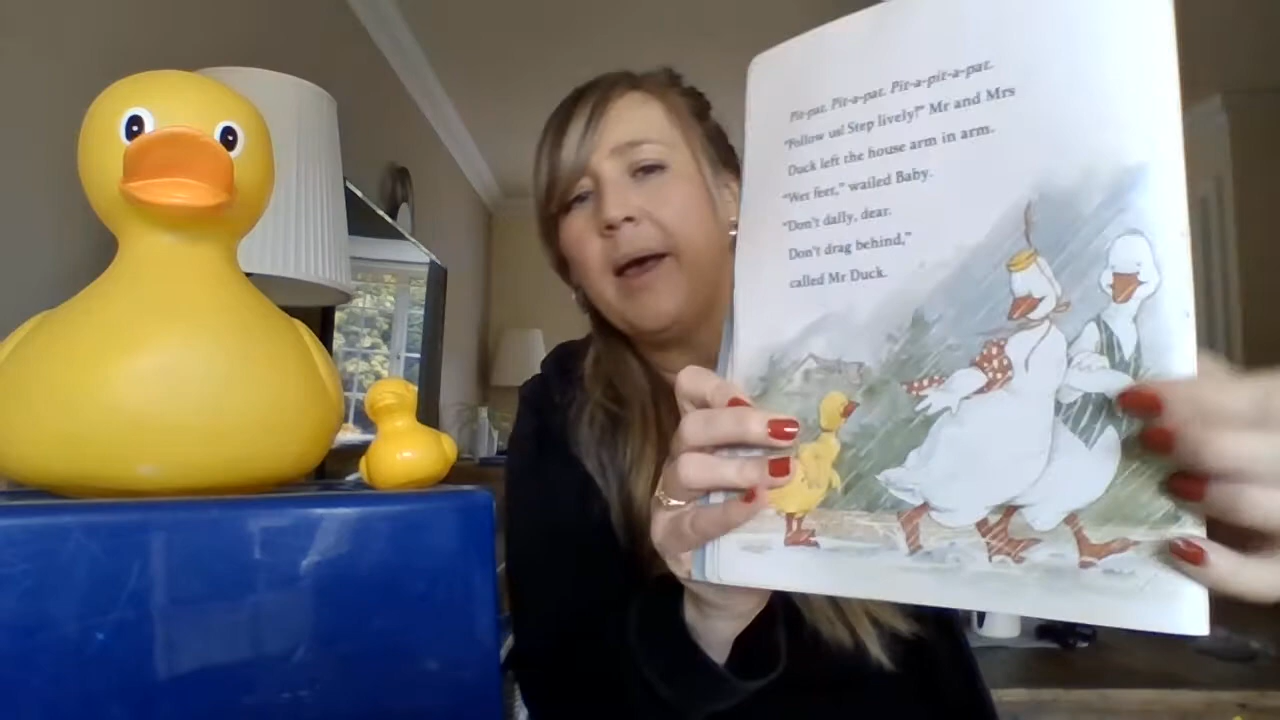 Pit-pat. Pit-a-pat. Pit-a-pit-a-pat.
"Follow us! Step lively!" Mr and Mrs
Duck left the house arm in arm.
"Wet feet," wailed Baby.
"Don't dally, dear.
Don't drag behind,"
called Mr Duck.